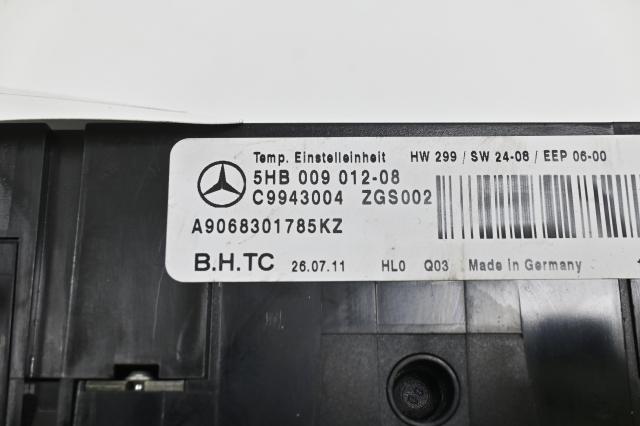 Temp. Einstelleinheit HW 299 / SW 24-08 / EEP 06-00
5HB 009 012-08
C9943004 ZGS002
A9068301785KZ
B.H.TC 26.07.11 HL0 Q03 Made in Germany